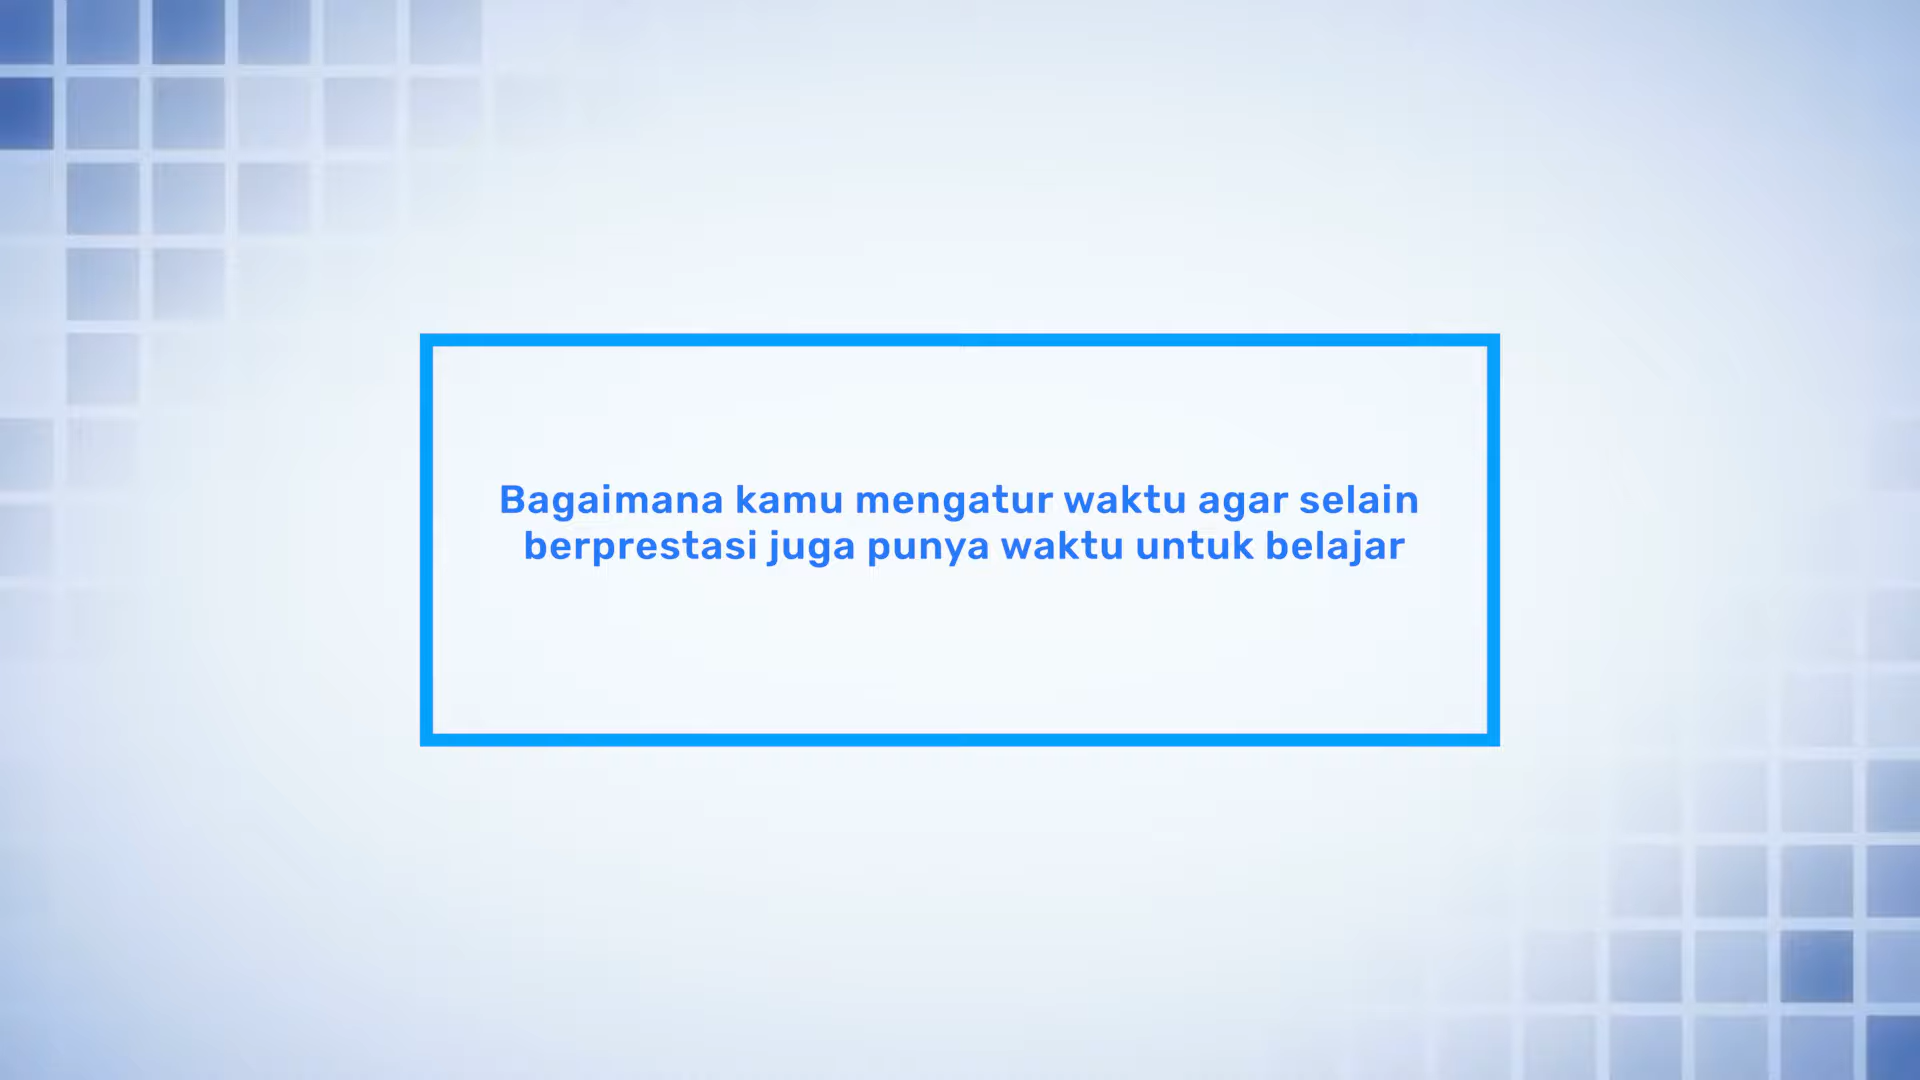 Bagaimana kamu mengatur waktu agar selain
berprestasi juga punya waktu untuk belajar